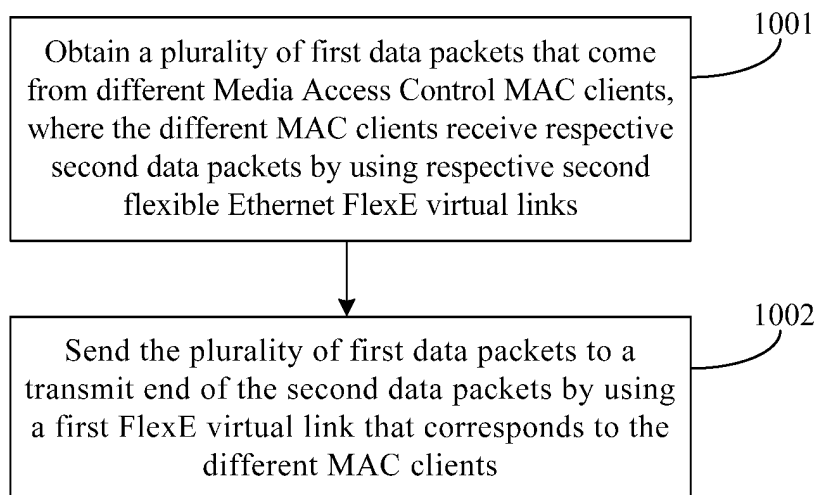 1001
Obtain a plurality of first data packets that come
from different Media Access Control MAC clients,
where the different MAC clients receive respective
second data packets by using respective second
flexible Ethernet FlexE virtual links
1002
Send the plurality of first data packets to a
transmit end of the second data packets by using
a first FlexE virtual link that corresponds to the
different MAC clients